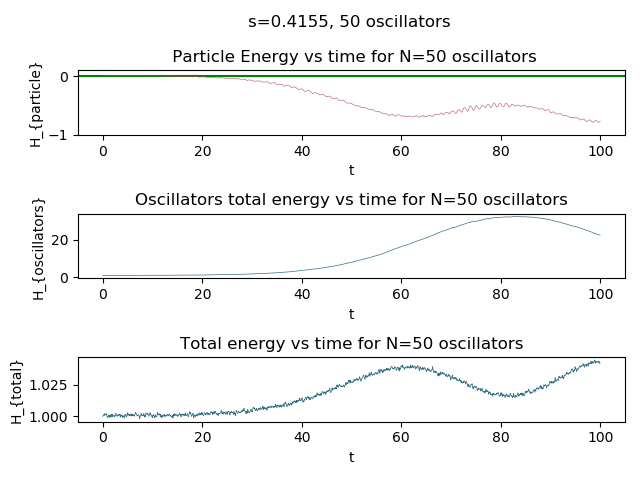 s=0.4155, 50 oscillators
Particle Energy vs time for N=50 oscillators
H_{particle}
0
−1
0 20 40 60 80 100
t
Oscillators total energy vs time for N=50 oscillators
H_{oscillators}
20
0
0 20 40 60 80 100
t
Total energy vs time for N=50 oscillators
H_{total}
1.025
1.000
0 20 40 60 80 100
t